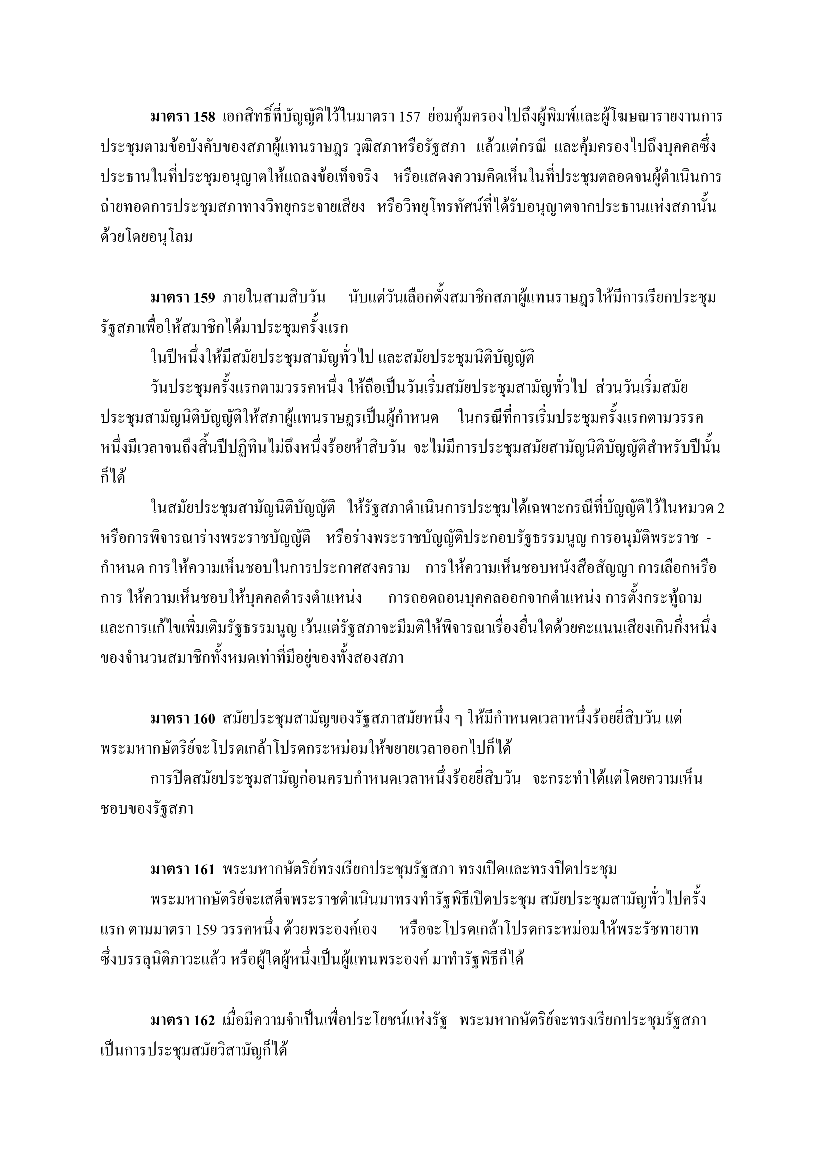 มาตรา 158 เอกสิทธิ์ที่บัญญัติไว้ในมาตรา 157 ย่อมคุ้มครองไปถึงผู้พิมพ์และผู้โฆษณารายงานการ
ประชุมตามข้อบังคับของสภาผู้แทนราษฎร วุฒิสภาหรือรัฐสภา แล้วแต่กรณี และคุ้มครองไปถึงบุคคลซึ่ง
ประธานในที่ประชุมอนุญาตให้แถลงข้อเท็จจริง หรือแสดงความคิดเห็นในที่ประชุมตลอดจนผู้ดำเนินการ
ถ่ายทอดการประชุมสภาทางวิทยุกระจายเสียง หรือวิทยุโทรทัศน์ที่ได้รับอนุญาตจากประธานแห่งสภานั้น
ด้วยโดยอนุโลม
มาตรา 159 ภายในสามสิบวัน นับแต่วันเลือกตั้งสมาชิกสภาผู้แทนราษฎรให้มีการเรียกประชุม
รัฐสภาเพื่อให้สมาชิกได้มาประชุมครั้งแรก
ในปีหนึ่งให้มีสมัยประชุมสามัญทั่วไป และสมัยประชุมนิติบัญญัติ
วันประชุมครั้งแรกตามวรรคหนึ่ง ให้ถือเป็นวันเริ่มสมัยประชุมสามัญทั่วไป ส่วนวันเริ่มสมัย
ประชุมสามัญนิติบัญญัติให้สภาผู้แทนราษฎรเป็นผู้กำหนด ในกรณีที่การเริ่มประชุมครั้งแรกตามวรรค
หนึ่งมีเวลาจนถึงสิ้นปีปฏิทินไม่ถึงหนึ่งร้อยห้าสิบวัน จะไม่มีการประชุมสมัยสามัญนิติบัญญัติสำหรับปีนั้น
ก็ได้
ในสมัยประชุมสามัญนิติบัญญัติ ให้รัฐสภาดำเนินการประชุมได้เฉพาะกรณีที่บัญญัติไว้ในหมวด 2
หรือการพิจารณาร่างพระราชบัญญัติ หรือร่างพระราชบัญญัติประกอบรัฐธรรมนูญ การอนุมัติพระราช -
กำหนด การให้ความเห็นชอบในการประกาศสงคราม การให้ความเห็นชอบหนังสือสัญญา การเลือกหรือ
การ ให้ความเห็นชอบให้บุคคลดำรงตำแหน่ง การถอดถอนบุคคลออกจากตำแหน่ง การตั้งกระทู้ถาม
และการแก้ไขเพิ่มเติมรัฐธรรมนูญ เว้นแต่รัฐสภาจะมีมติให้พิจารณาเรื่องอื่นใดด้วยคะแนนเสียงเกินกึ่งหนึ่ง
ของจำนวนสมาชิกทั้งหมดเท่าที่มีอยู่ของทั้งสองสภา
มาตรา 160 สมัยประชุมสามัญของรัฐสภาสมัยหนึ่ง ๆ ให้มีกำหนดเวลาหนึ่งร้อยยี่สิบวัน แต่
พระมหากษัตริย์จะโปรดเกล้าโปรดกระหม่อมให้ขยายเวลาออกไปก็ได้
การปิดสมัยประชุมสามัญก่อนครบกำหนดเวลาหนึ่งร้อยยี่สิบวัน จะกระทำได้แต่โดยความเห็น
ชอบของรัฐสภา
มาตรา 161 พระมหากษัตริย์ทรงเรียกประชุมรัฐสภา ทรงเปิดและทรงปิดประชุม
พระมหากษัตริย์จะเสด็จพระราชดำเนินมาทรงทำรัฐพิธีเปิดประชุม สมัยประชุมสามัญทั่วไปครั้ง
แรก ตามมาตรา 159 วรรคหนึ่ง ด้วยพระองค์เอง หรือจะโปรดเกล้าโปรดกระหม่อมให้พระรัชทายาท
ซึ่งบรรลุนิติภาวะแล้ว หรือผู้ใดผู้หนึ่งเป็นผู้แทนพระองค์ มาทำรัฐพิธีก็ได้
มาตรา 162 เมื่อมีความจำเป็นเพื่อประโยชน์แห่งรัฐ พระมหากษัตริย์จะทรงเรียกประชุมรัฐสภา
เป็นการประชุมสมัยวิสามัญก็ได้